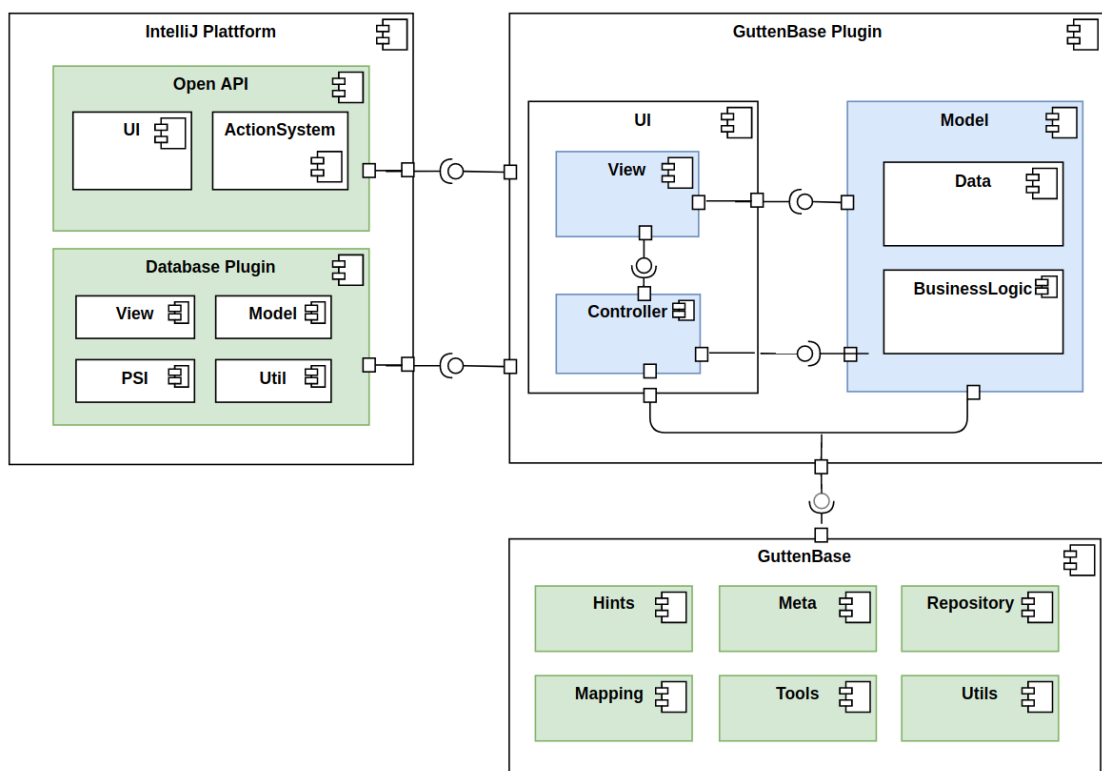 IntelliJ Plattform
Open API
UI
ActionSystem
Database Plugin
View
Model
PSI
Util
GuttenBase Plugin
UI
View
Controller
Model
Data
BusinessLogic
GuttenBase
Hints
Meta
Repository
Mapping
Tools
Utils